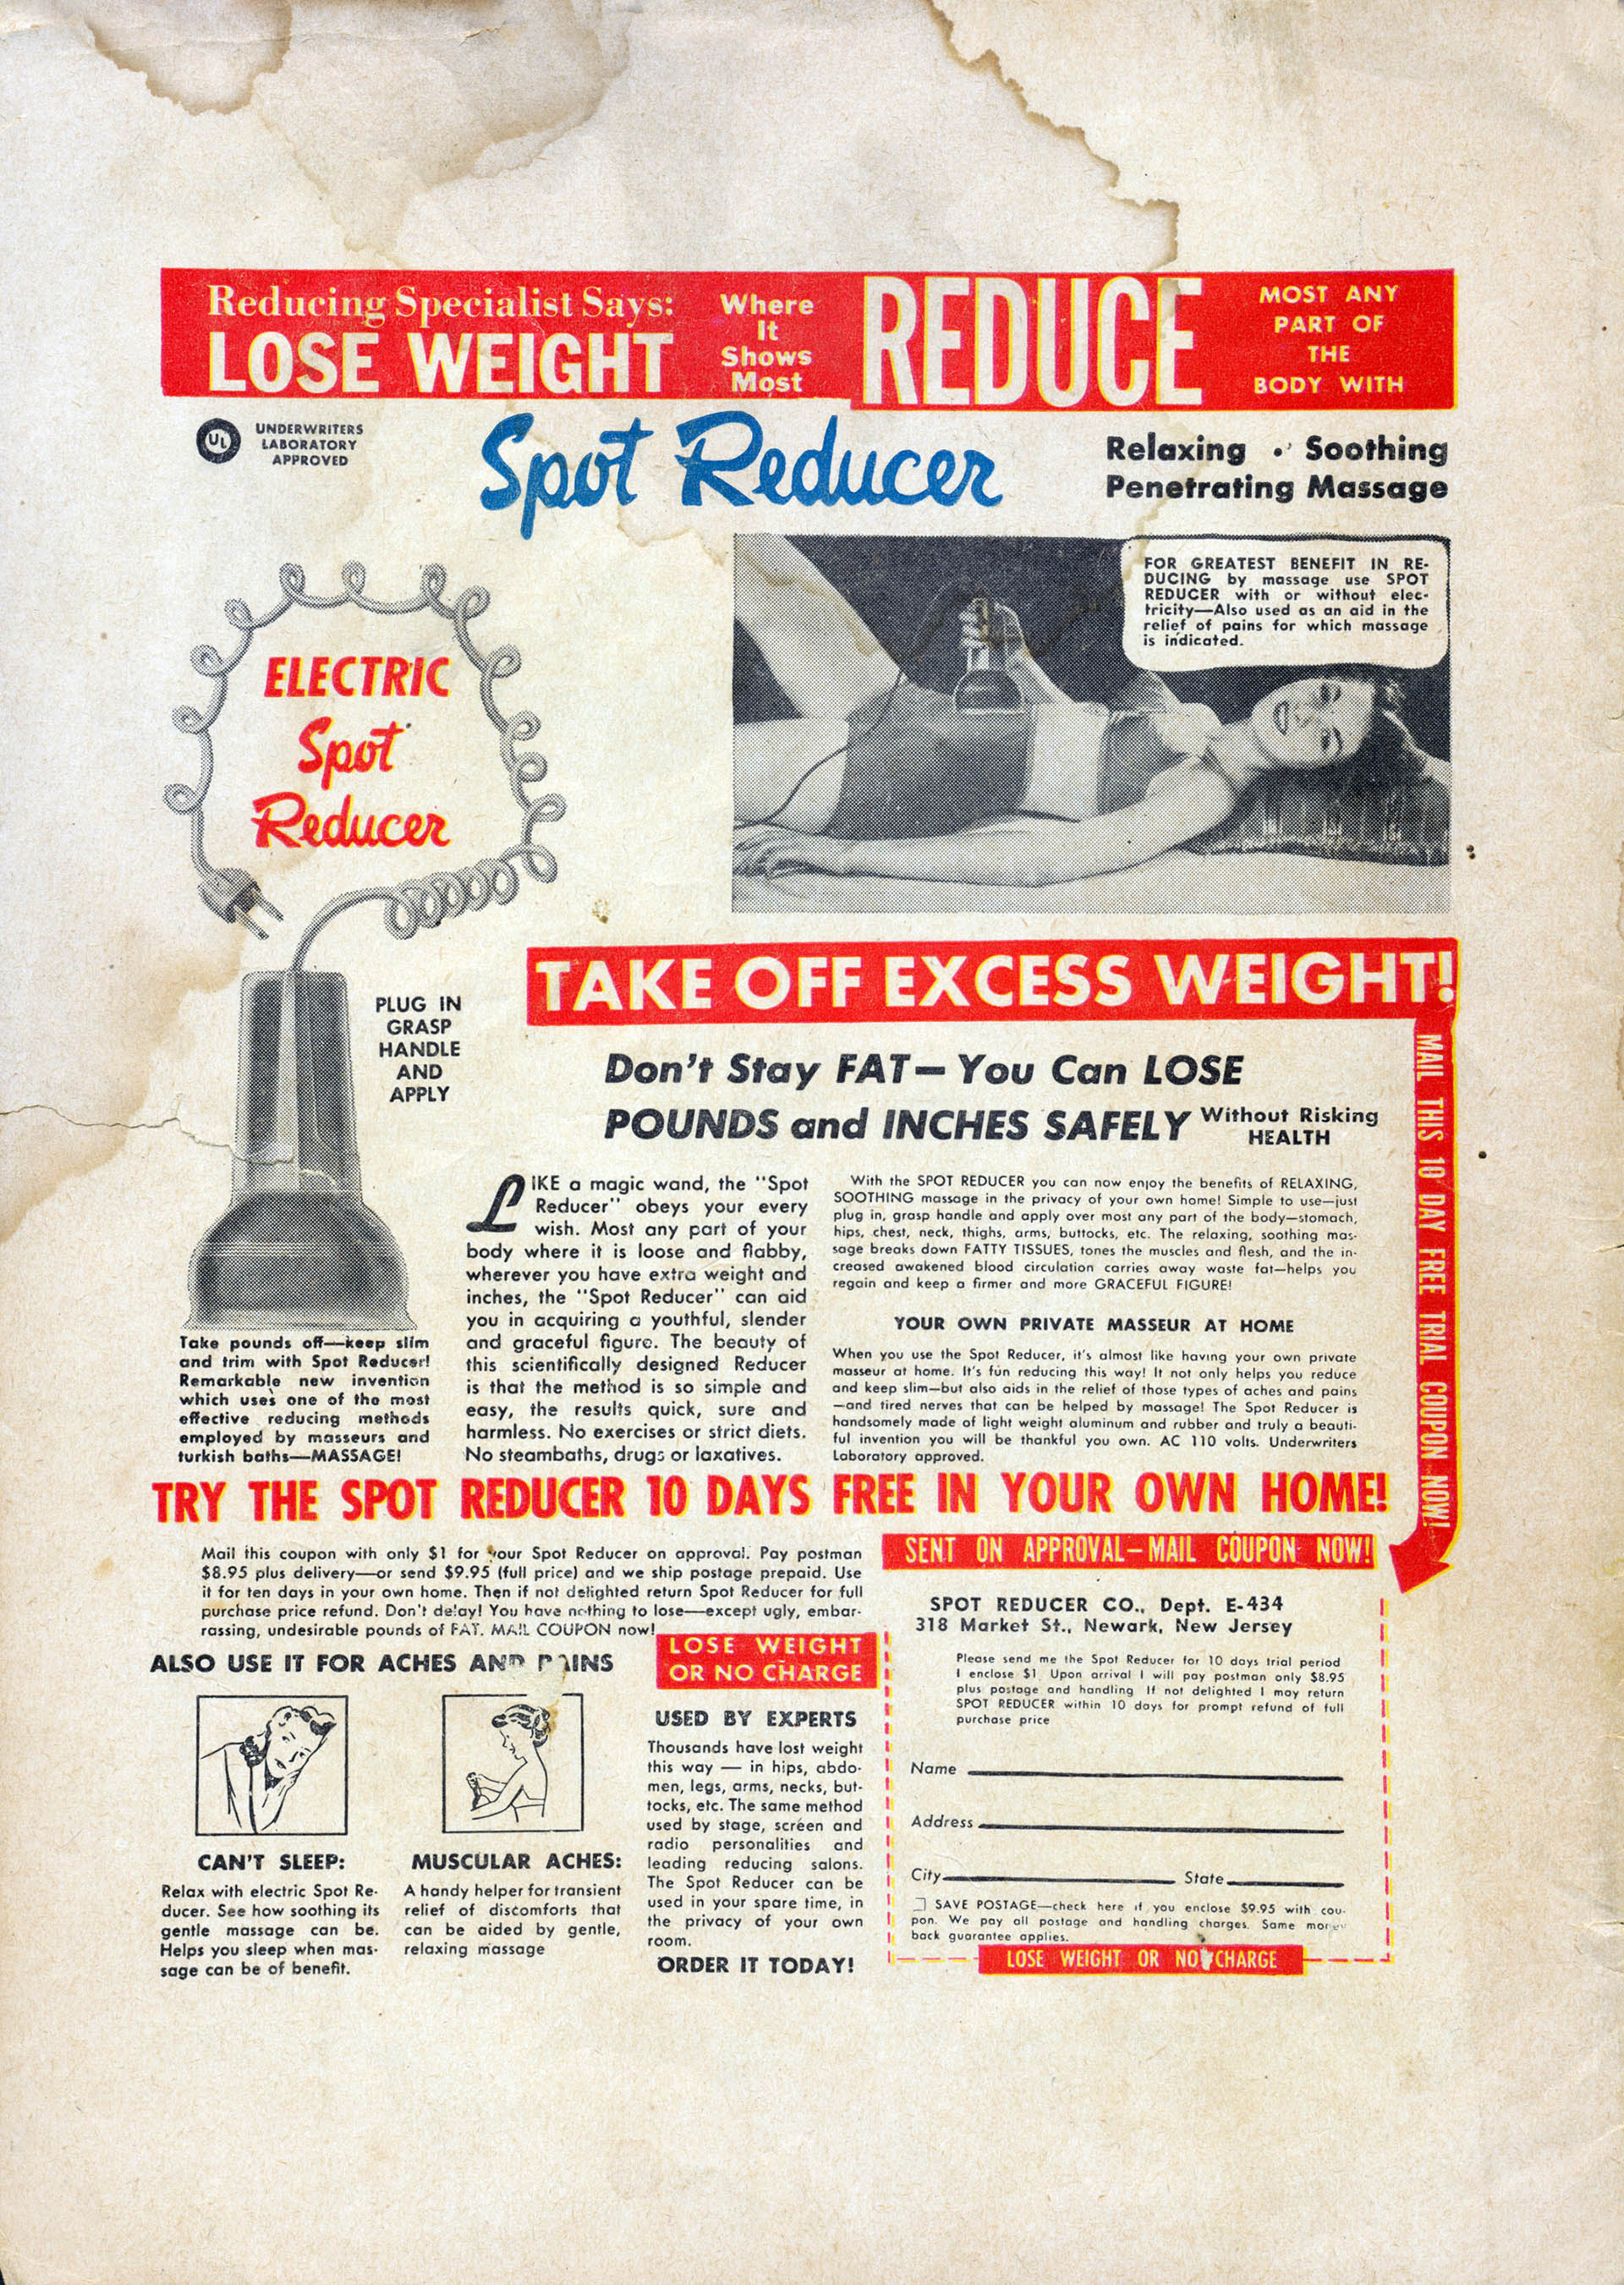 Reducing Specialist Says:
LOSE WEIGHT
Where
It
Shows
Most
REDUCE
MOST ANY
PART OF
THE
BODY WITH
UL
UNDERWRITERS
LABORATORY
APPROVED
Spot Reducer
Relaxing • Soothing
Penetrating Massage
FOR GREATEST BENEFIT IN RE-
DUCING by massage use SPOT
REDUCER with or without elec-
tricity—Also used as an aid in the
relief of pains for which massage
is indicated.
ELECTRIC
Spot
Reducer
PLUG IN
GRASP
HANDLE
AND
APPLY
TAKE OFF EXCESS WEIGHT!
MAIL THIS 10 DAY FREE TRIAL COUPON NOW!
Don't Stay FAT—You Can LOSE
POUNDS and INCHES SAFELY Without Risking
HEALTH
Take pounds off—keep slim
and trim with Spot Reducer!
Remarkable new invention
which uses one of the most
effective reducing methods
employed by masseurs and
turkish baths—MASSAGE!
LIKE a magic wand, the "Spot
Reducer" obeys your every
wish. Most any part of your
body where it is loose and flabby,
wherever you have extra weight and
inches, the "Spot Reducer" can aid
you in acquiring a youthful, slender
and graceful figure. The beauty of
this scientifically designed Reducer
is that the method is so simple and
easy, the results quick, sure and
harmless. No exercises or strict diets.
No steambaths, drugs or laxatives.
With the SPOT REDUCER you can now enjoy the benefits of RELAXING,
SOOTHING massage in the privacy of your own home! Simple to use—just
plug in, grasp handle and apply over most any part of the body—stomach,
hips, chest, neck, thighs, arms, buttocks, etc. The relaxing, soothing mas-
sage breaks down FATTY TISSUES, tones the muscles and flesh, and the in-
creased awakened blood circulation carries away waste fat—helps you
regain and keep a firmer and more GRACEFUL FIGURE!
YOUR OWN PRIVATE MASSEUR AT HOME
When you use the Spot Reducer, it's almost like having your own private
masseur at home. It's fun reducing this way! It not only helps you reduce
and keep slim—but also aids in the relief of those types of aches and pains
—and tired nerves that can be helped by massage! The Spot Reducer is
handsomely made of light weight aluminum and rubber and truly a beauti-
ful invention you will be thankful you own. AC 110 volts. Underwriters
Laboratory approved.
TRY THE SPOT REDUCER 10 DAYS FREE IN YOUR OWN HOME!
Mail this coupon with only $1 for your Spot Reducer on approval. Pay postman
$8.95 plus delivery—or send $9.95 (full price) and we ship postage prepaid. Use
it for ten days in your own home. Then if not delighted return Spot Reducer for full
purchase price refund. Don't delay! You have nothing to lose—except ugly, embar-
rassing, undesirable pounds of FAT. MAIL COUPON now!
ALSO USE IT FOR ACHES AND PAINS
CAN'T SLEEP:
Relax with electric Spot Re-
ducer. See how soothing its
gentle massage can be.
Helps you sleep when mas-
sage can be of benefit.
MUSCULAR ACHES:
A handy helper for transient
relief of discomforts that
can be aided by gentle,
relaxing massage
LOSE WEIGHT
OR NO CHARGE
USED BY EXPERTS
Thousands have lost weight
this way — in hips, abdo-
men, legs, arms, necks, but-
tocks, etc. The same method
used by stage, screen and
radio personalities and
leading reducing salons.
The Spot Reducer can be
used in your spare time, in
the privacy of your own
room.
ORDER IT TODAY!
SENT ON APPROVAL—MAIL COUPON NOW!
SPOT REDUCER CO., Dept. E-434
318 Market St., Newark, New Jersey
Please send me the Spot Reducer for 10 days trial period
I enclose $1 Upon arrival I will pay postman only $8.95
plus postage and handling If not delighted I may return
SPOT REDUCER within 10 days for prompt refund of full
purchase price
Name
Address
City State
SAVE POSTAGE—check here if you enclose $9.95 with cou-
pon. We pay all postage and handling charges. Same money
back guarantee applies.
LOSE WEIGHT OR NO CHARGE